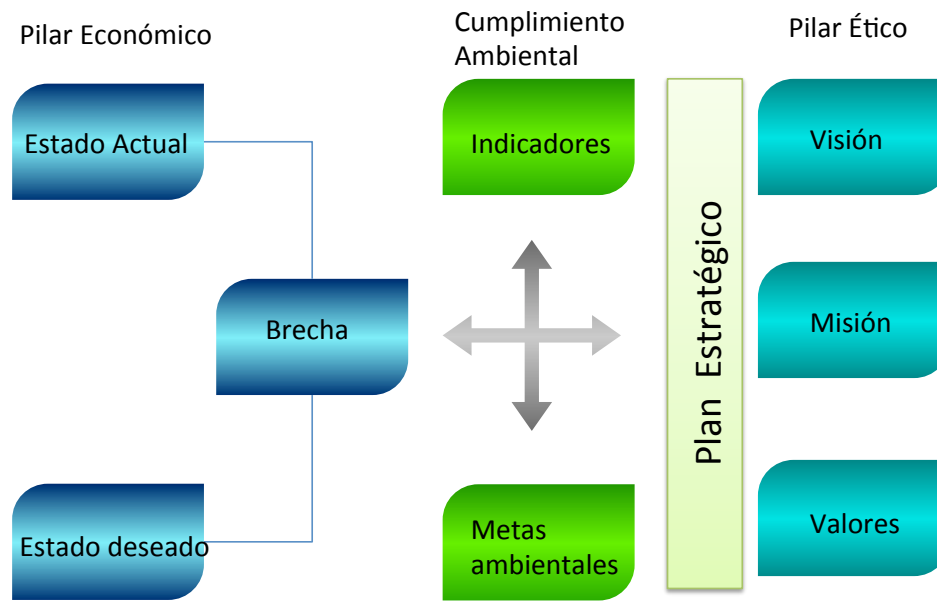 Pilar Económico
Estado Actual
Brecha
Estado deseado
Cumplimiento
Ambiental
Indicadores
Metas
ambientales
Plan Estratégico
Pilar Ético
Visión
Misión
Valores